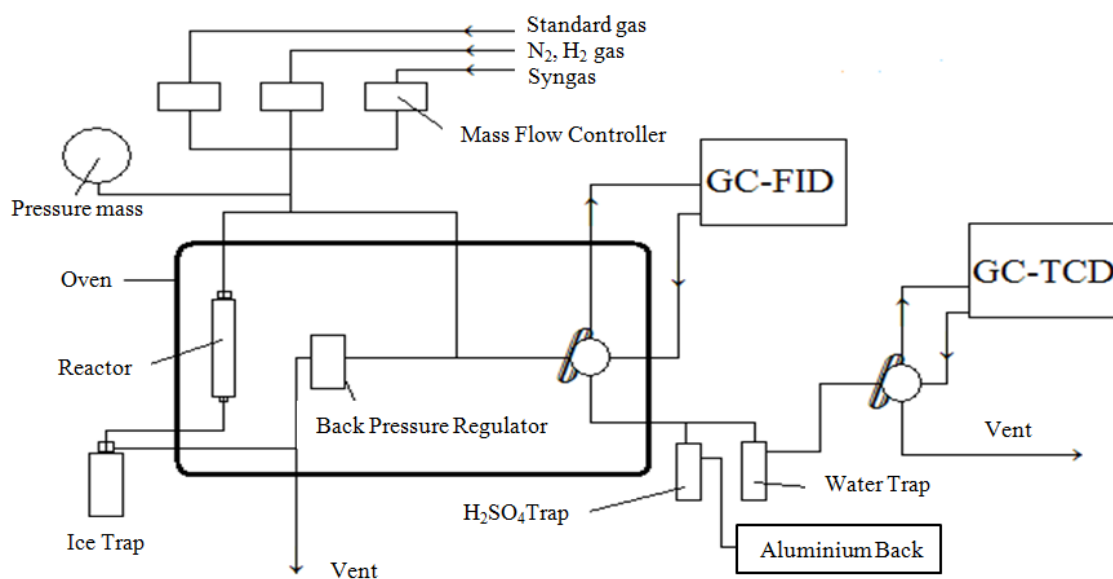 Standard gas
N₂, H₂ gas
Syngas
Mass Flow Controller
Pressure mass
GC-FID
GC-TCD
Oven
Reactor
Back Pressure Regulator
Vent
Water Trap
H₂SO₄Trap
Ice Trap
Aluminium Back
Vent